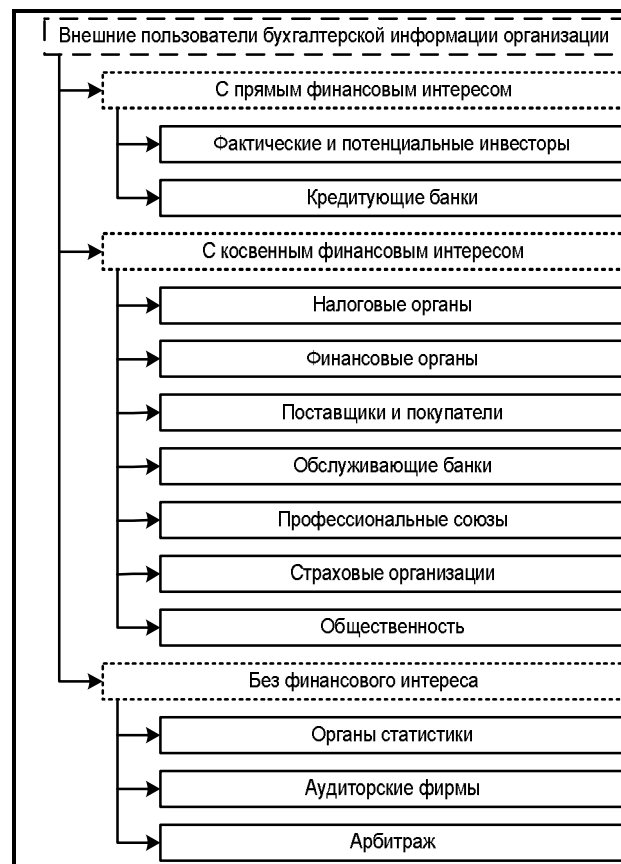 Внешние пользователи бухгалтерской информации организации
С прямым финансовым интересом
Фактические и потенциальные инвесторы
Кредитующие банки
С косвенным финансовым интересом
Налоговые органы
Финансовые органы
Поставщики и покупатели
Обслуживающие банки
Профессиональные союзы
Страховые организации
Общественность
Без финансового интереса
Органы статистики
Аудиторские фирмы
Арбитраж